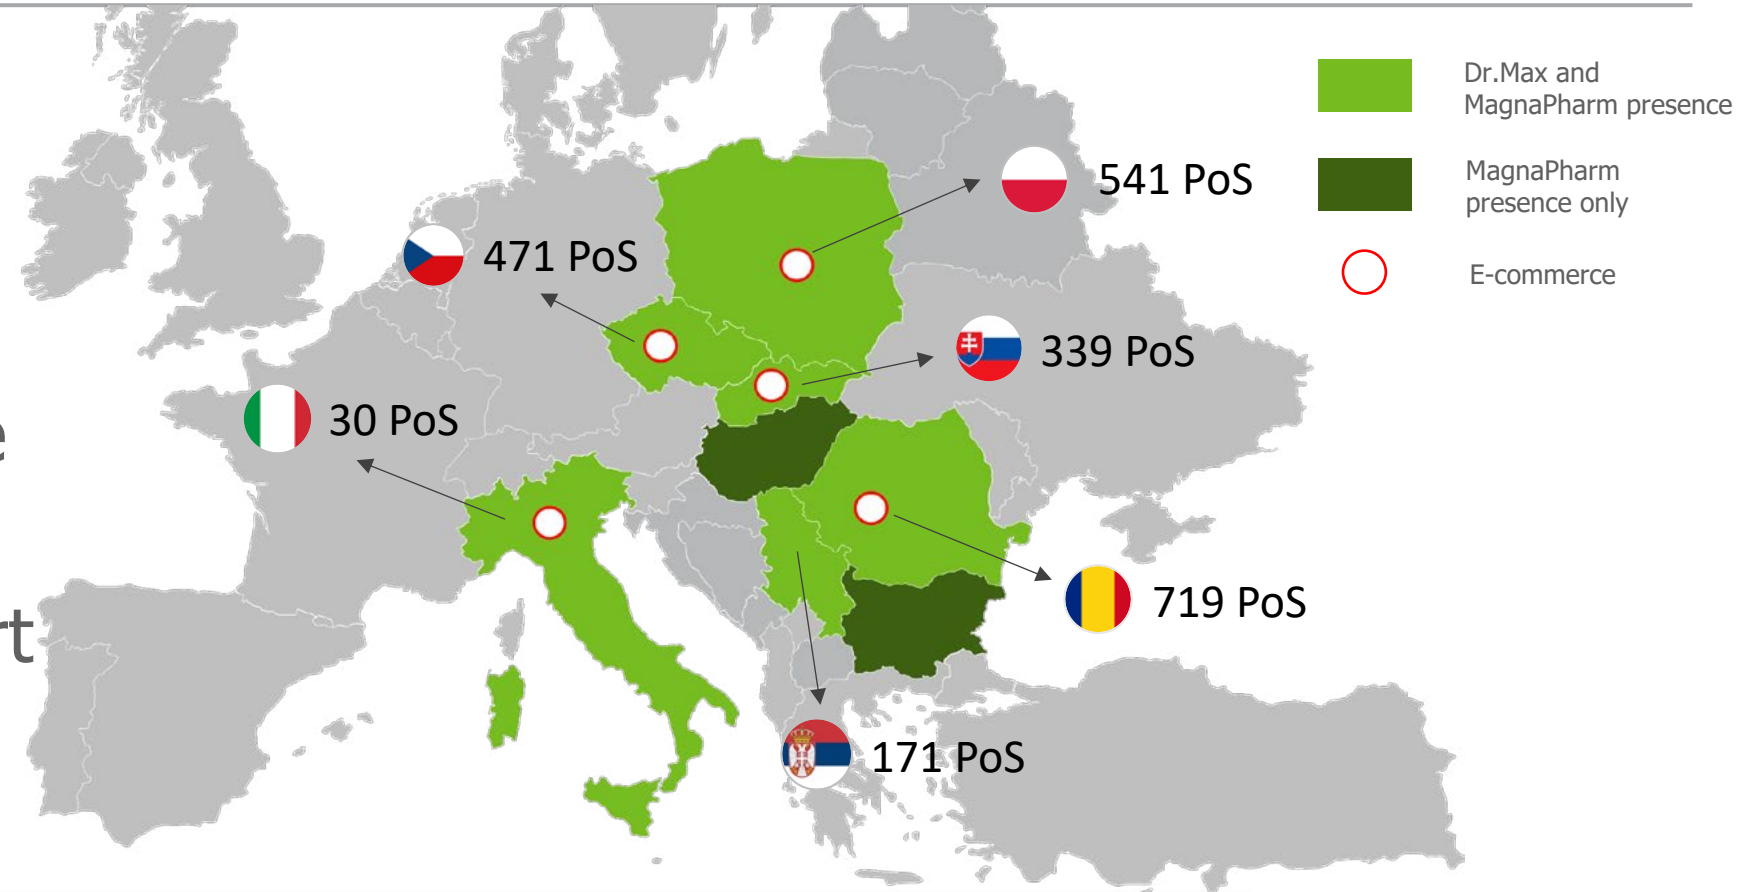 Dr.Max and
MagnaPharm presence
MagnaPharm
presence only
E-commerce
541 PoS
471 PoS
339 PoS
30 PoS
719 PoS
171 PoS